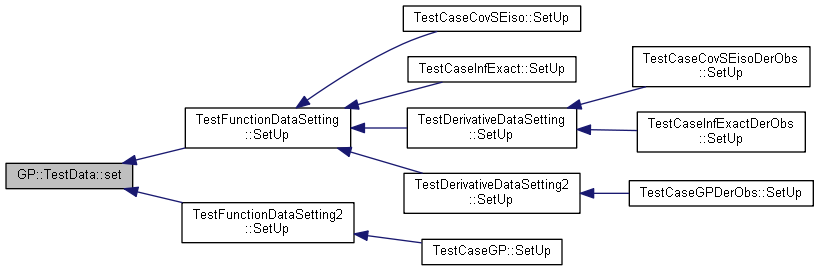 GP::TestData::set
TestFunctionDataSetting
::SetUp
TestFunctionDataSetting2
::SetUp
TestCaseCovSEiso::SetUp
TestCaseInfExact::SetUp
TestDerivativeDataSetting
::SetUp
TestDerivativeDataSetting2
::SetUp
TestCaseGP::SetUp
TestCaseCovSEisoDerObs
::SetUp
TestCaseInfExactDerObs
::SetUp
TestCaseGPDerObs::SetUp